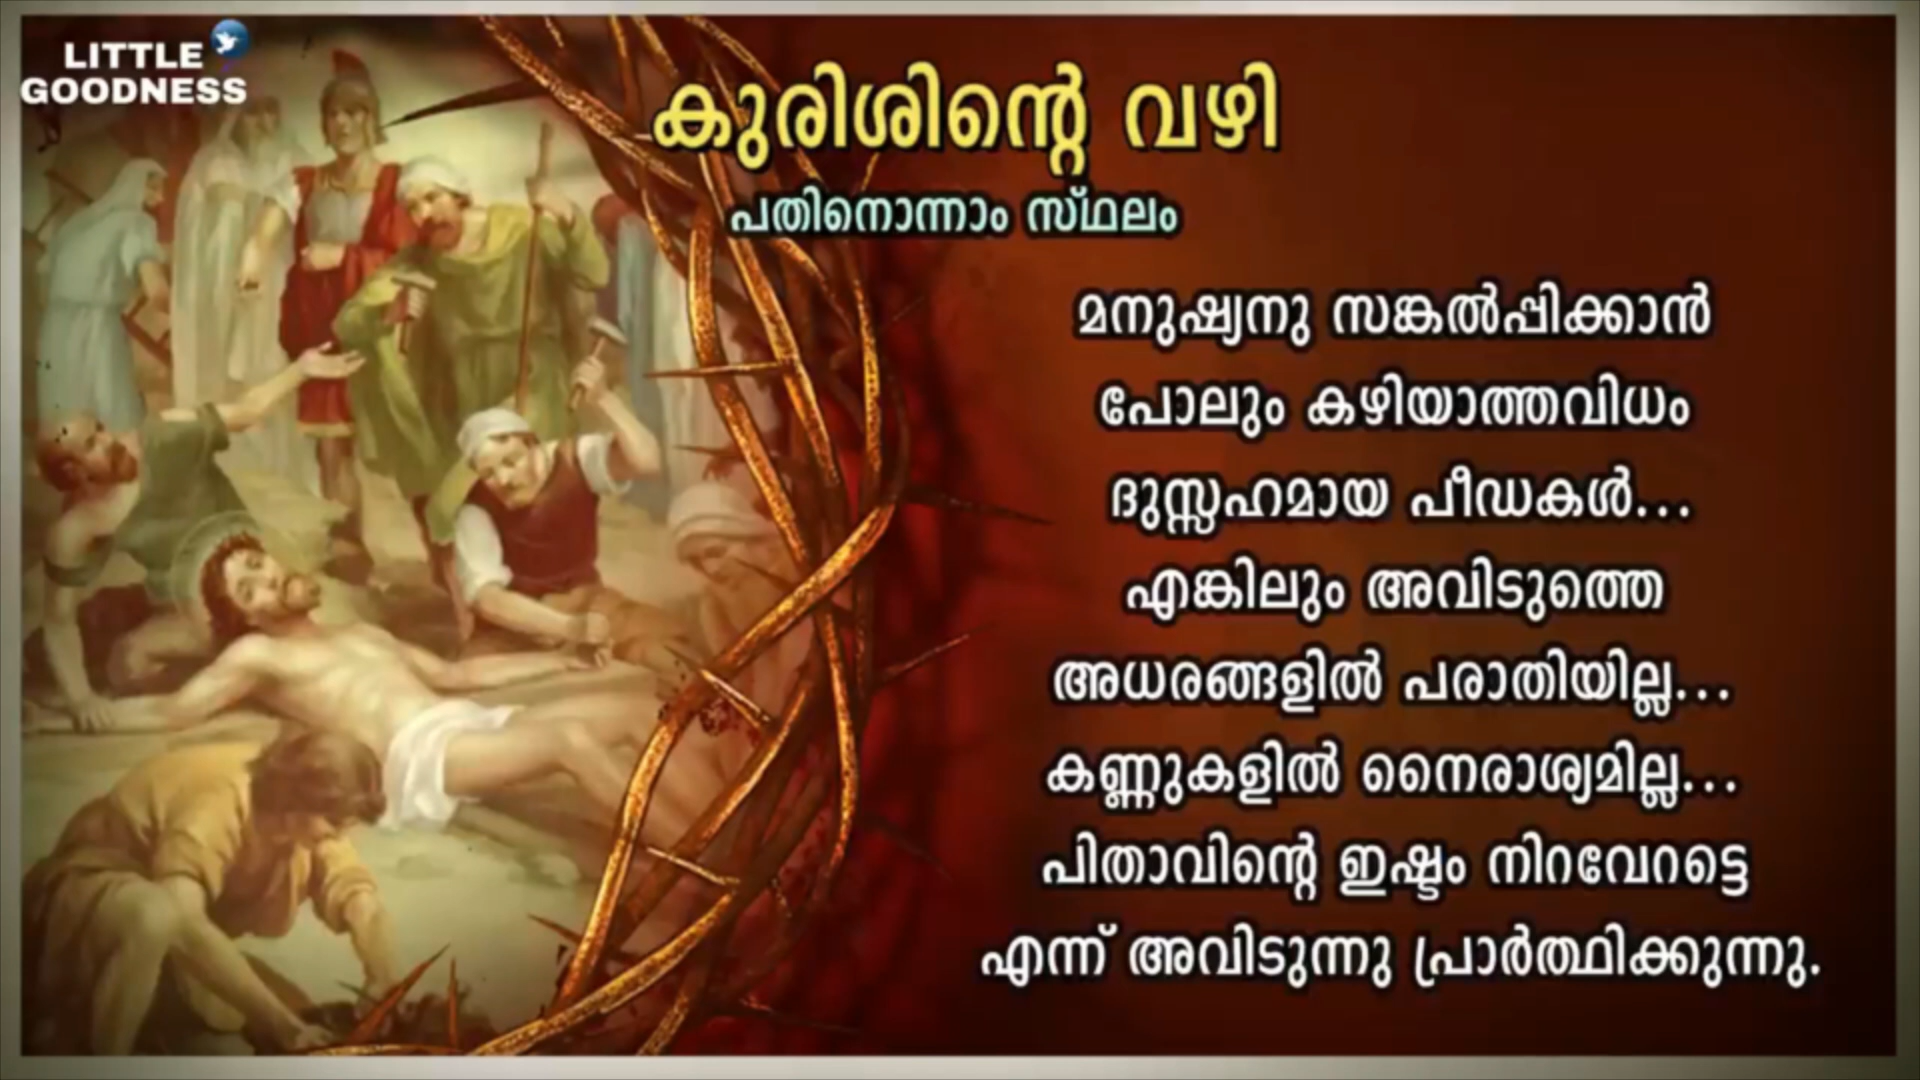 LITTLE
GOODNESS
കുരിശിന്റെ വഴി
പതിനൊന്നാം സ്ഥലം
മനുഷ്യനു സങ്കൽപ്പിക്കാൻ
പോലും കഴിയാത്തവിധം
ദുസ്സഹമായ പീഡകൾ...
എങ്കിലും അവിടുത്തെ
അധരങ്ങളിൽ പരാതിയില്ല...
കണ്ണുകളിൽ നൈരാശ്യമില്ല...
പിതാവിന്റെ ഇഷ്ടം നിറവേറട്ടെ
എന്ന് അവിടുന്നു പ്രാർത്ഥിക്കുന്നു.